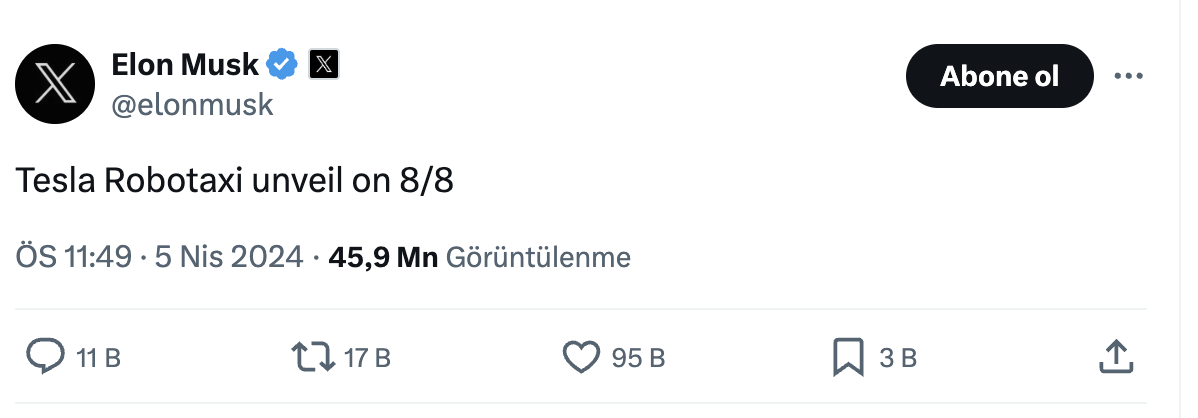 Elon Musk
@elonmusk
Abone ol
Tesla Robotaxi unveil on 8/8
ÖS 11:49 · 5 Nis 2024 · 45,9 Mn Görüntülenme
11 B 17 B 95 B 3 B